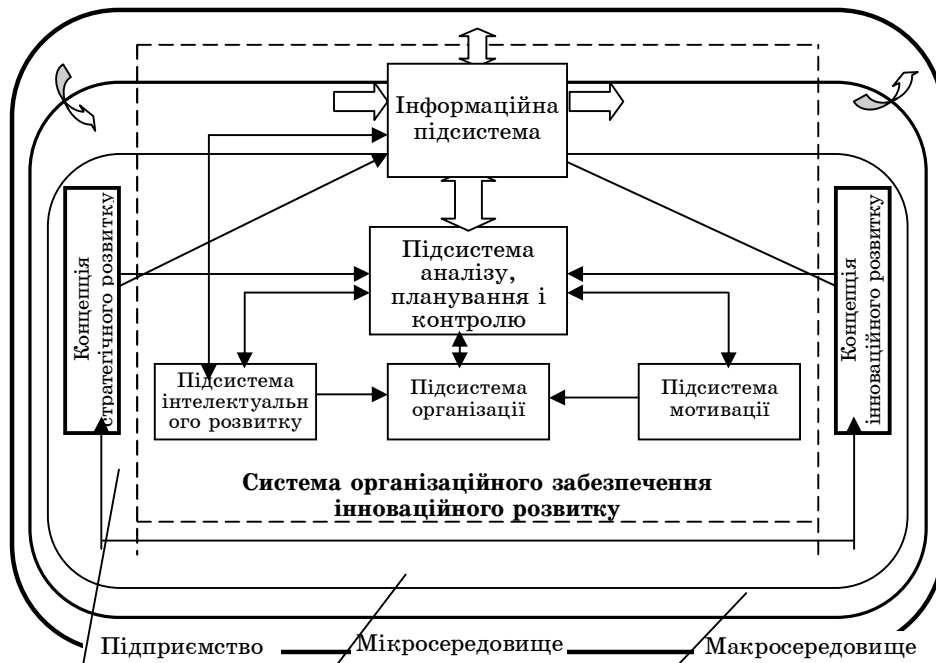 Інформаційна
підсистема
Концепція
стратегічного розвитку
Підсистема
аналізу,
планування і
контролю
Концепція
інноваційного розвитку
Підсистема
інтелектуальн
ого розвитку
Підсистема
організації
Підсистема
мотивації
Система організаційного забезпечення
інноваційного розвитку
Підприємство
Мікросередовище
Макросередовище